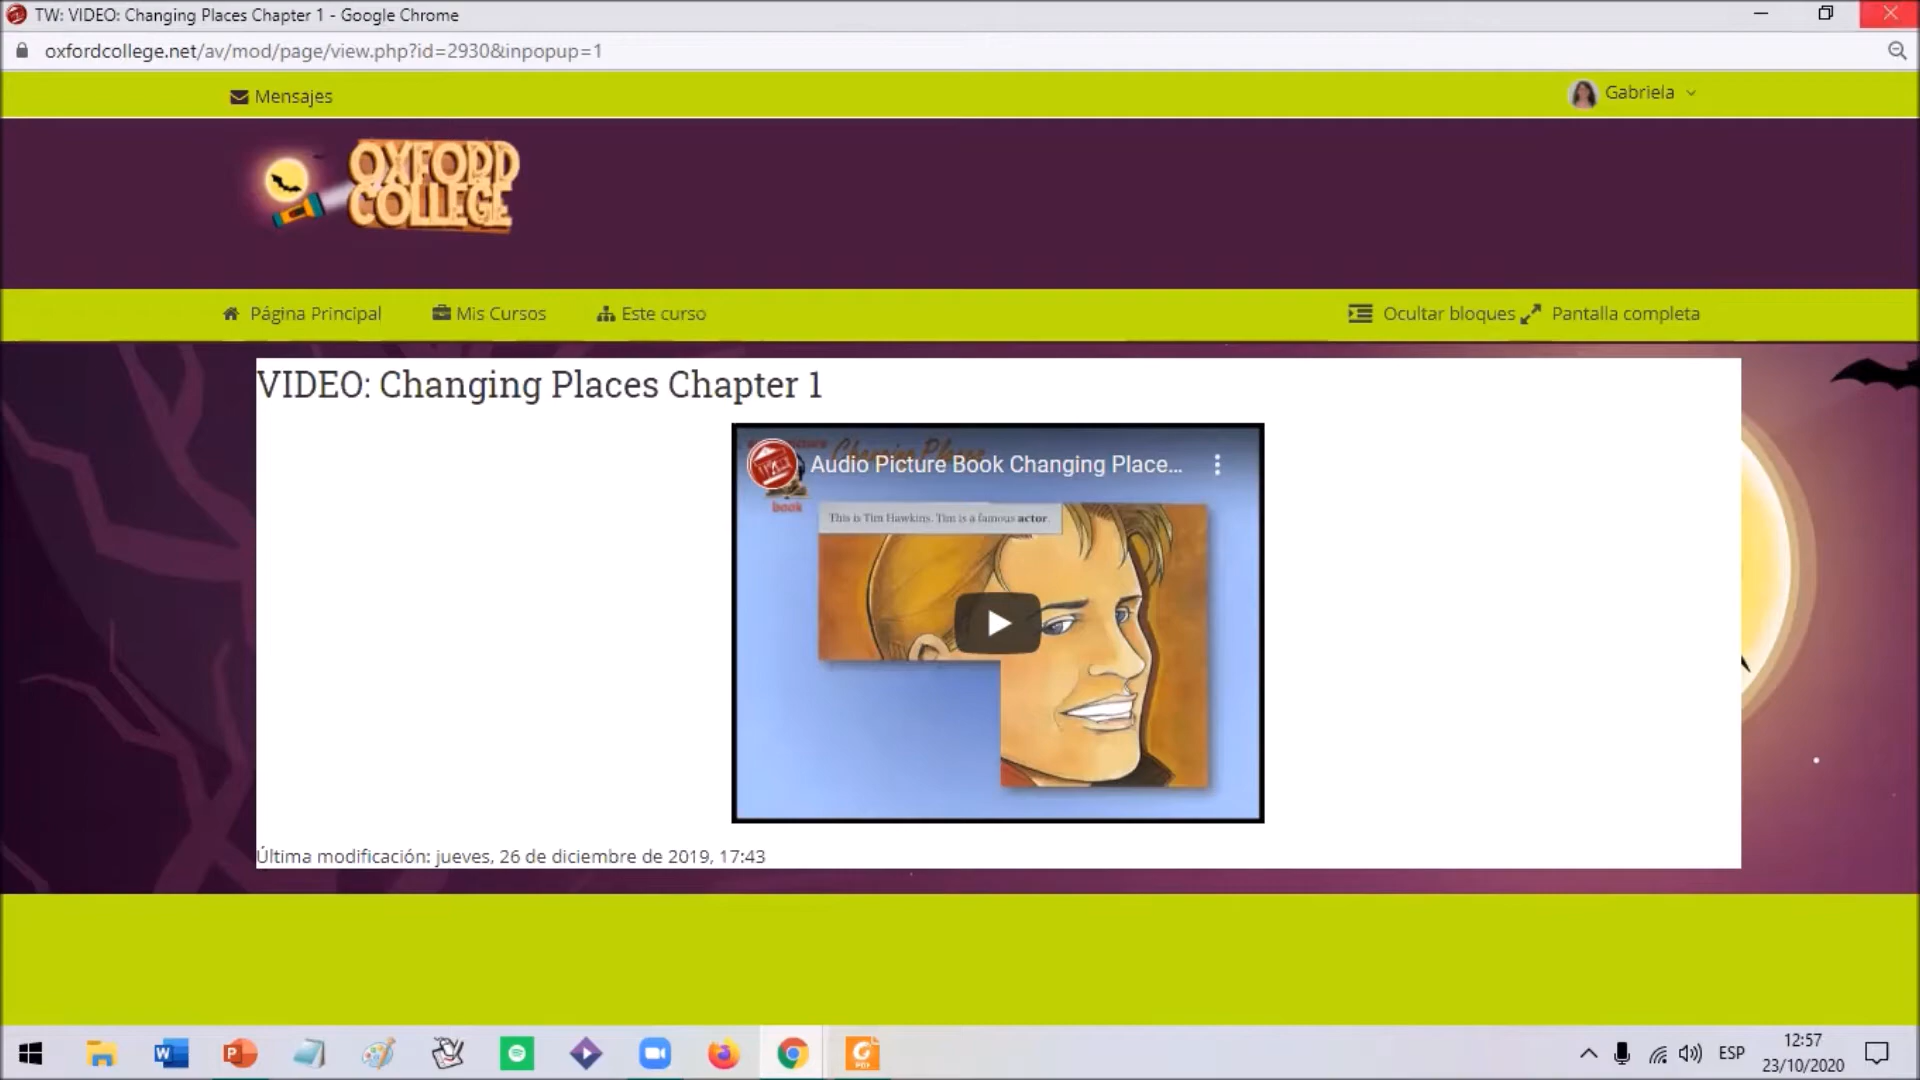 TW: VIDEO: Changing Places Chapter 1 - Google Chrome
oxfordcollege.net/av/mod/page/view.php?id=2930&inpopup=1
Mensajes
Gabriela
OXFORD
COLLEGE
Página Principal
Mis Cursos
Este curso
Ocultar bloques
Pantalla completa
VIDEO: Changing Places Chapter 1
Changing Places
Audio Picture Book Changing Place...
book
This is Tim Hawkins. Tim is a famous actor.
Última modificación: jueves, 26 de diciembre de 2019, 17:43
ESP
12:57
23/10/2020